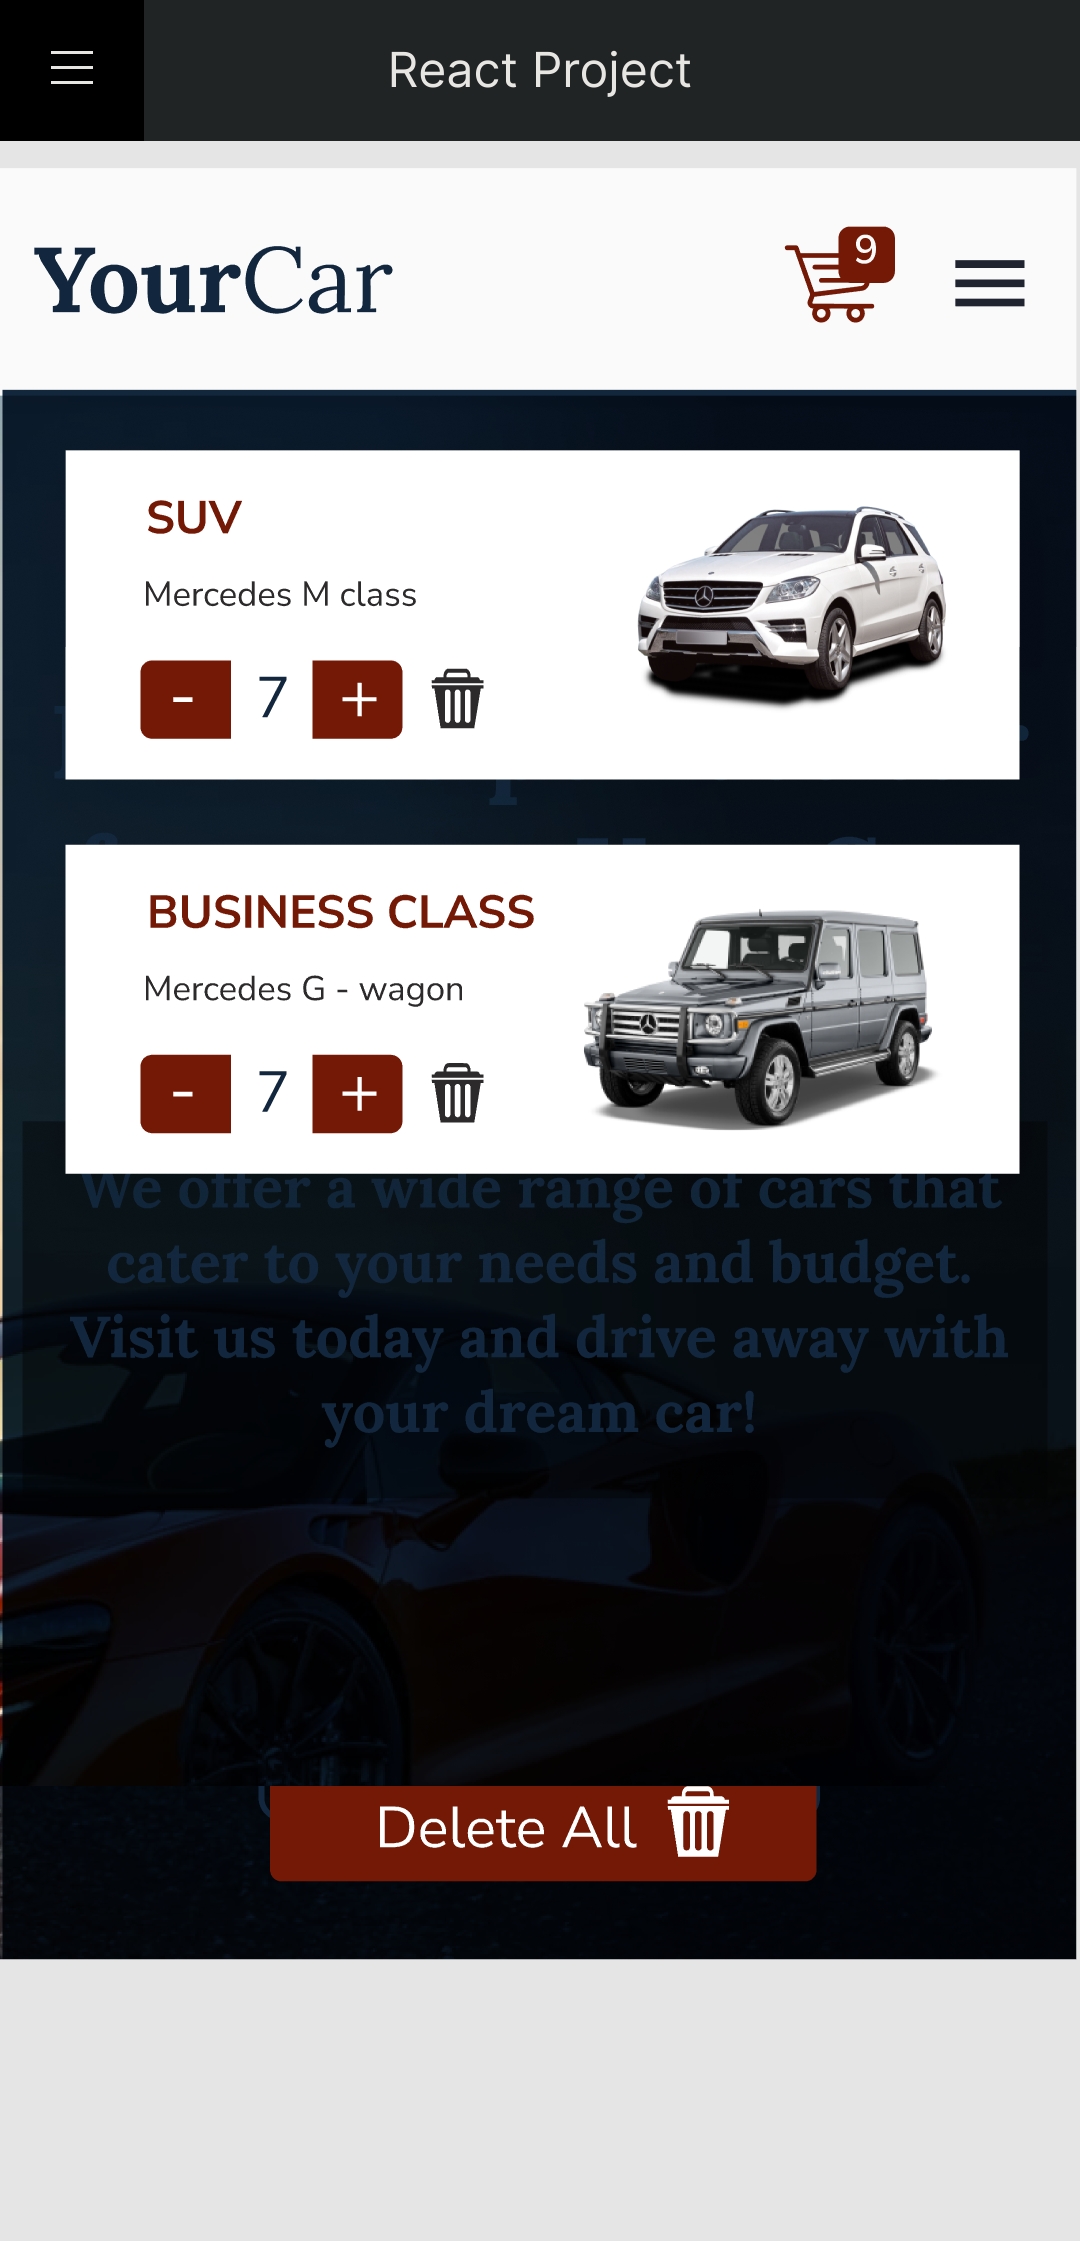 React Project
YourCar
9
SUV
Mercedes M class
- 7 +
BUSINESS CLASS
Mercedes G - wagon
- 7 +
We offer a wide range of cars that
cater to your needs and budget.
Visit us today and drive away with
your dream car!
Delete All